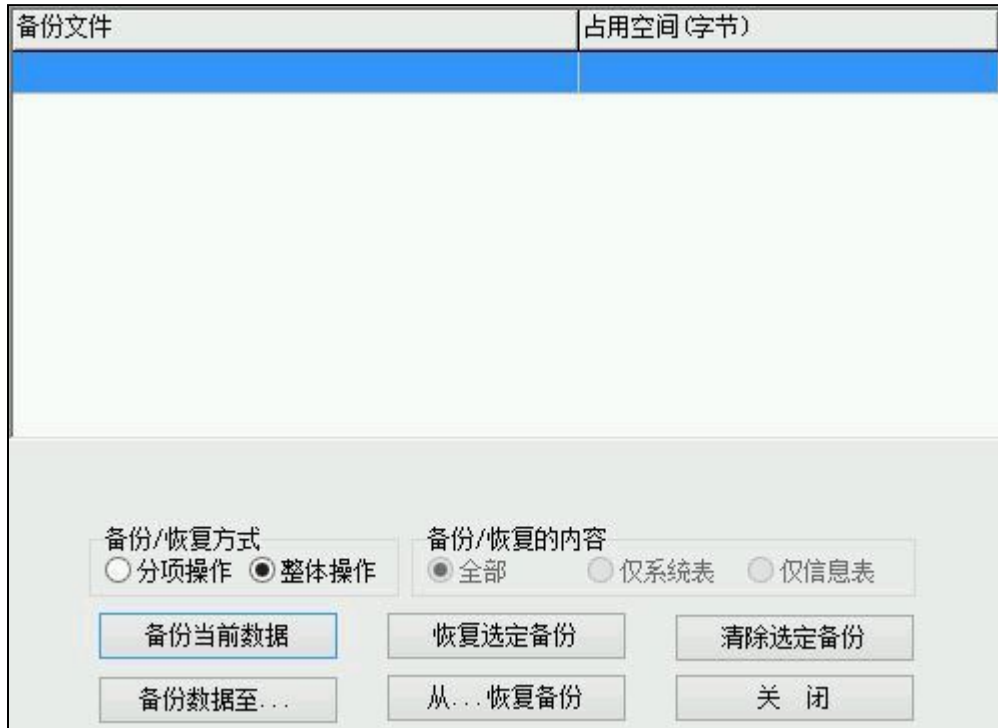 备份文件 占用空间(字节)
备份/恢复方式 备份/恢复的内容
分项操作 整体操作 全部 仅系统表 仅信息表
备份当前数据 恢复选定备份 清除选定备份
备份数据至... 从...恢复备份 关 闭